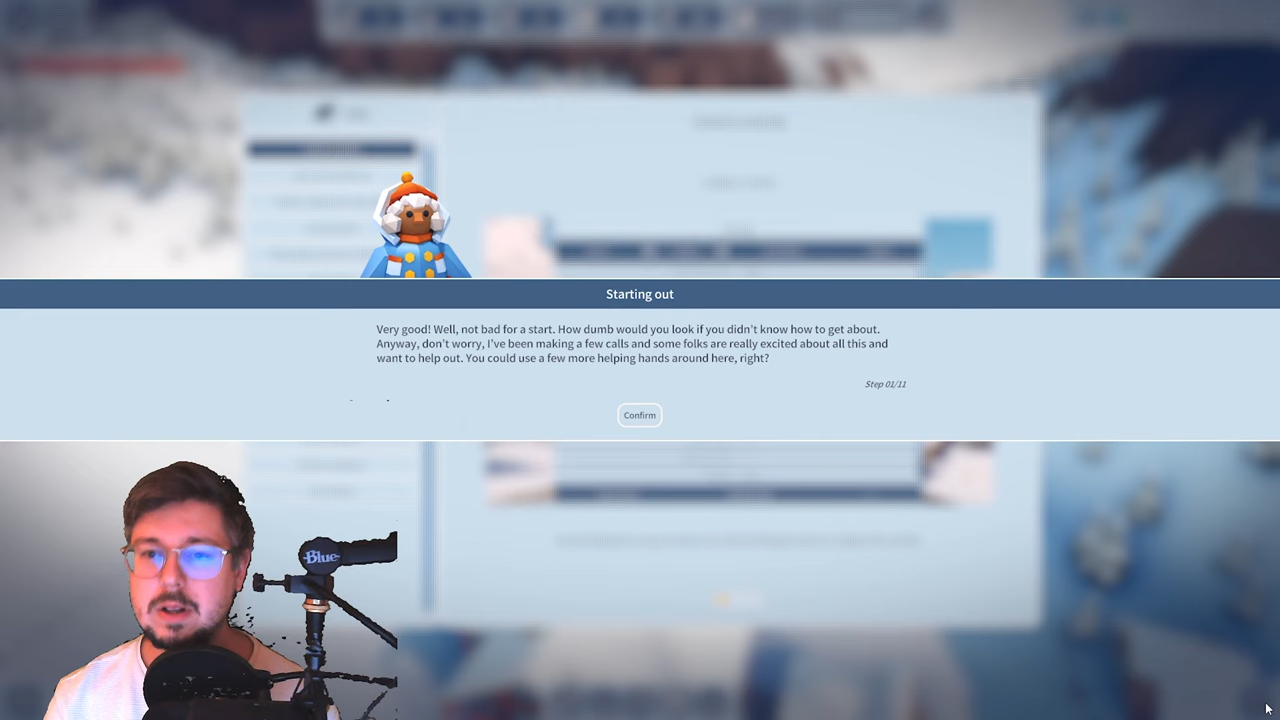 Starting out
Very good! Well, not bad for a start. How dumb would you look if you didn't know how to get about.
Anyway, don't worry, I've been making a few calls and some folks are really excited about all this and
want to help out. You could use a few more helping hands around here, right?
Step 01/11
Confirm
Blue